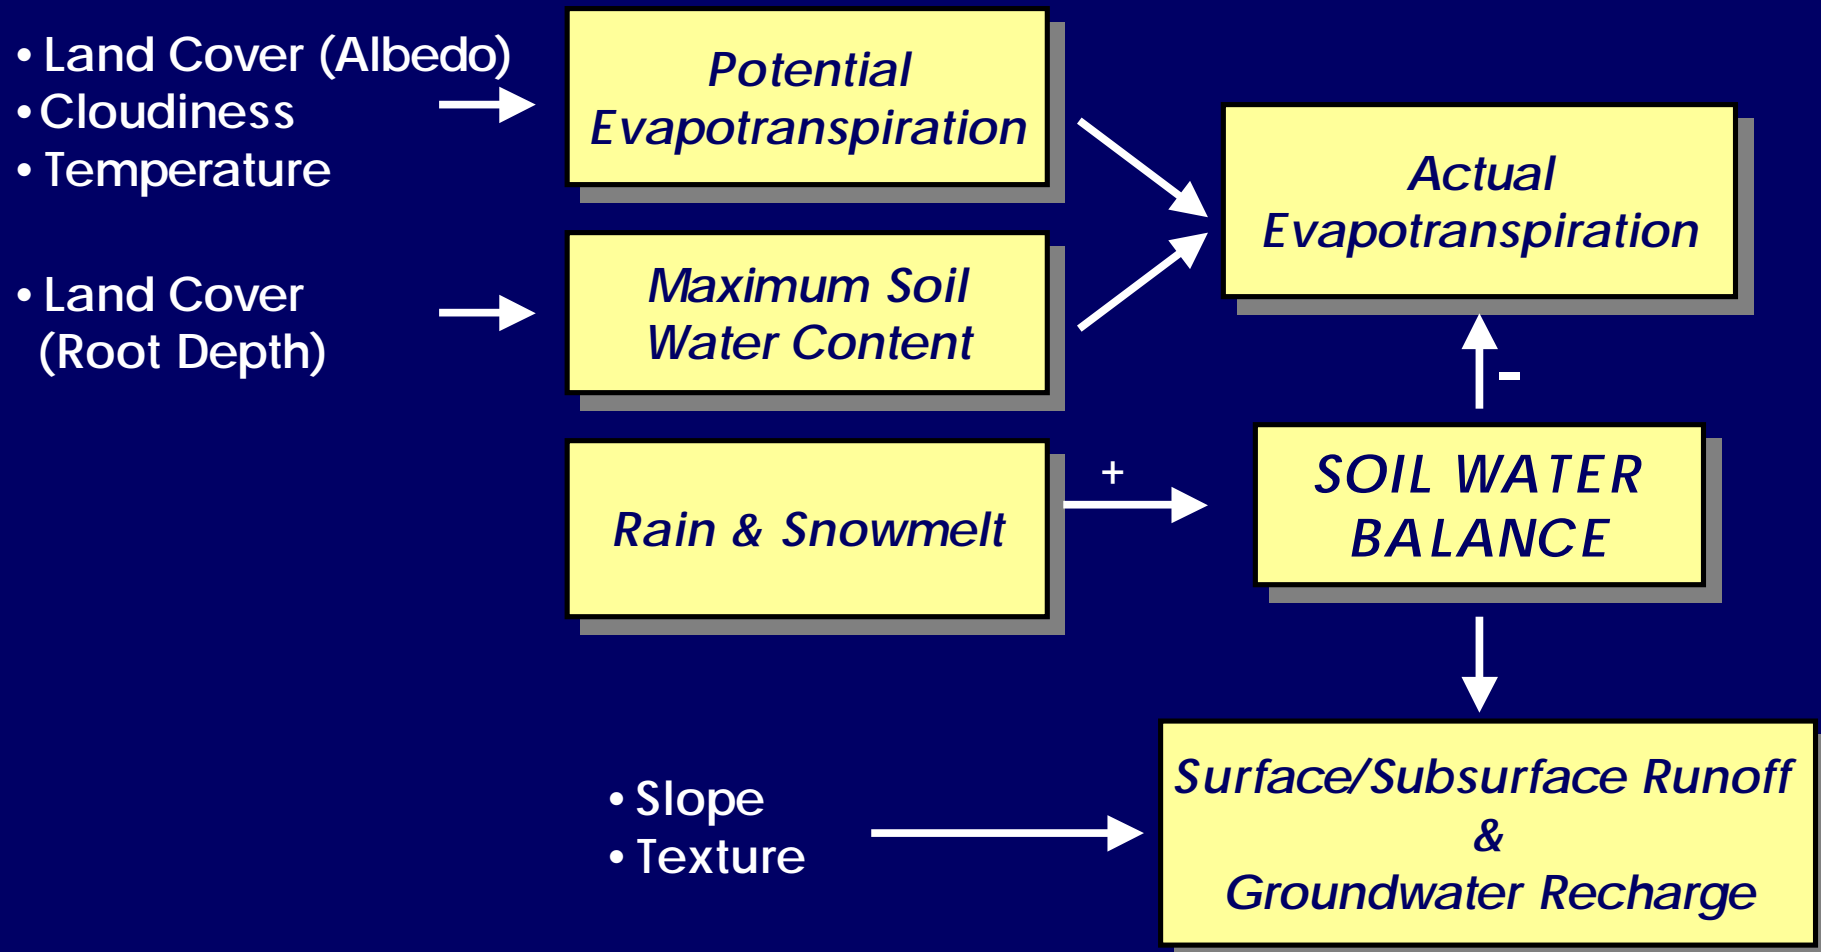 • Land Cover (Albedo)
• Cloudiness
• Temperature
Potential
Evapotranspiration
Actual
Evapotranspiration
• Land Cover
(Root Depth)
Maximum Soil
Water Content
-
Rain & Snowmelt
+
SOIL WATER
BALANCE
• Slope
• Texture
Surface/Subsurface Runoff
&
Groundwater Recharge